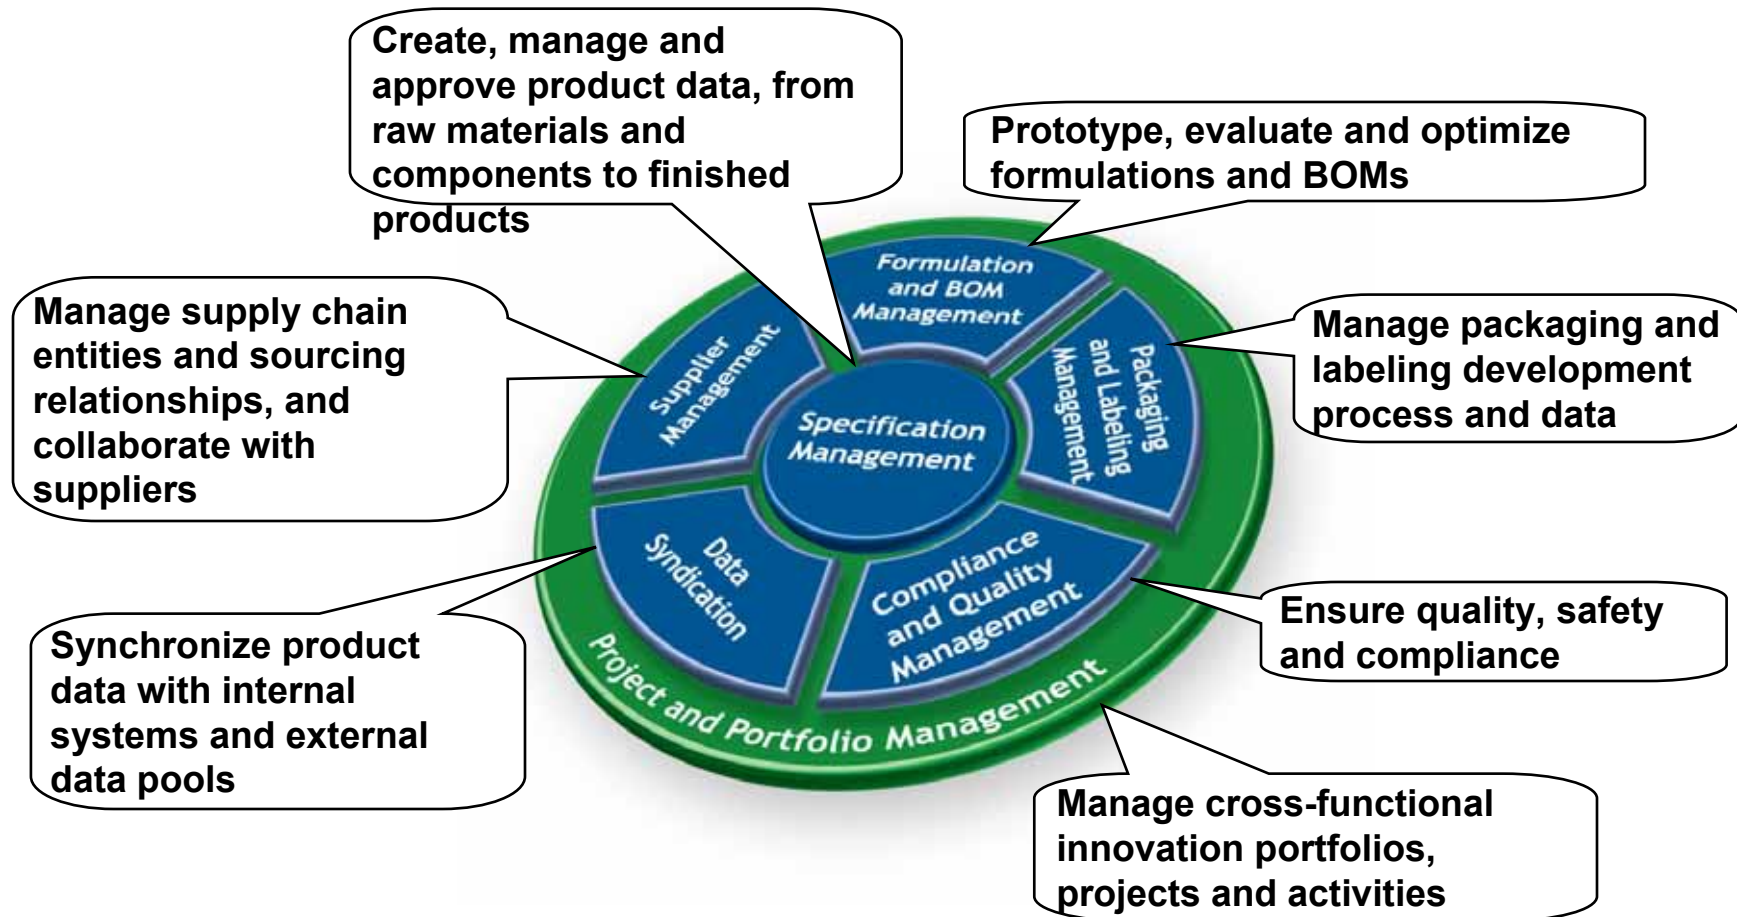 Create, manage and
approve product data, from
raw materials and
components to finished
products
Prototype, evaluate and optimize
formulations and BOMs
Manage supply chain
entities and sourcing
relationships, and
collaborate with
suppliers
Manage packaging and
labeling development
process and data
Synchronize product
data with internal
systems and external
data pools
Ensure quality, safety
and compliance
Manage cross-functional
innovation portfolios,
projects and activities
Formulation
and BOM
Management
Supplier
Management
Packaging
and Labeling
Management
Specification
Management
Data
Syndication
Compliance
and Quality
Management
Project and Portfolio Management